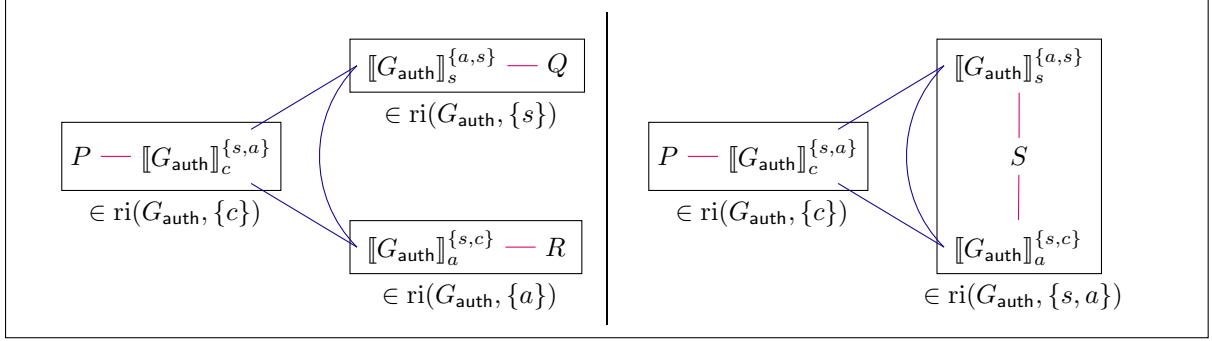 ⟦G_auth⟧_s^{a,s} — Q
∈ ri(G_auth, {s})
P — ⟦G_auth⟧_c^{s,a}
∈ ri(G_auth, {c})
⟦G_auth⟧_a^{s,c} — R
∈ ri(G_auth, {a})
⟦G_auth⟧_s^{a,s}
P — ⟦G_auth⟧_c^{s,a}
∈ ri(G_auth, {c})
S
⟦G_auth⟧_a^{s,c}
∈ ri(G_auth, {s, a})